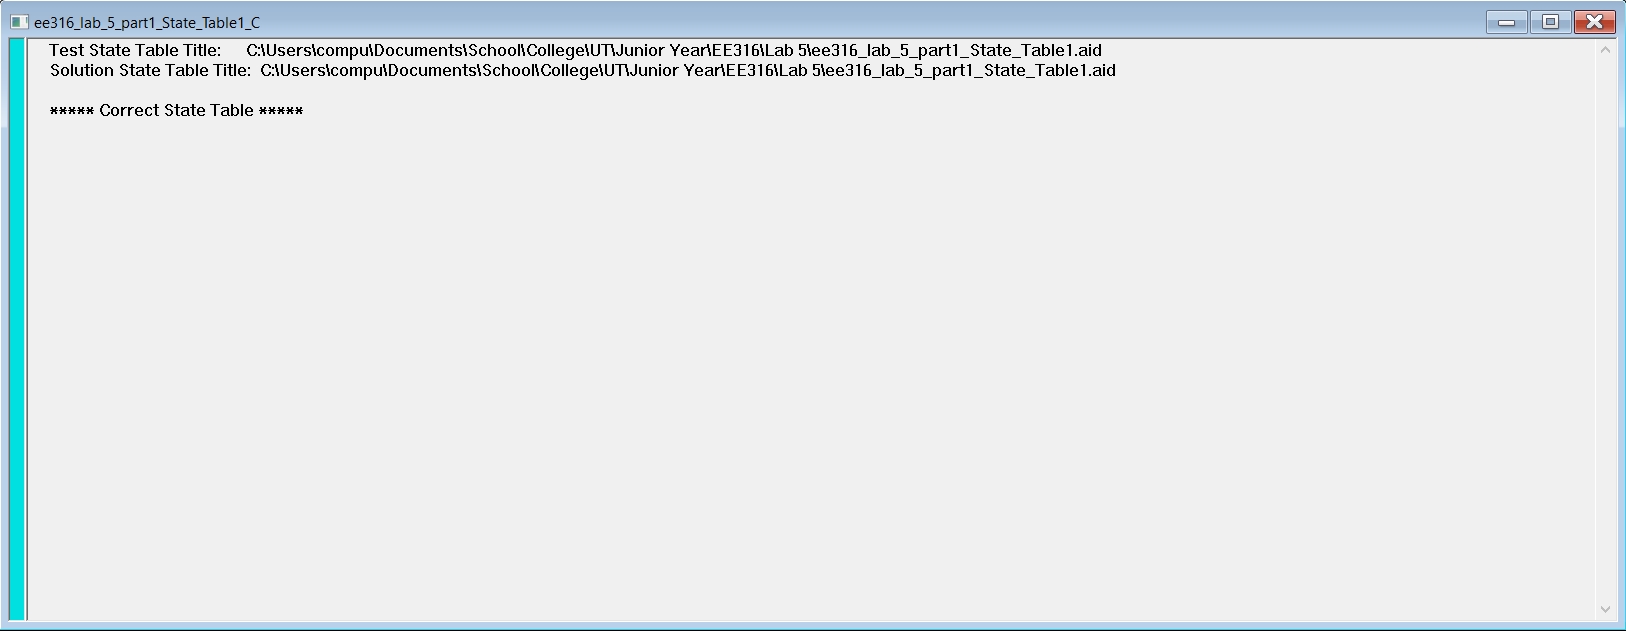 ee316_lab_5_part1_State_Table1_C
Test State Table Title: C:\Users\compu\Documents\School\College\UT\Junior Year\EE316\Lab 5\ee316_lab_5_part1_State_Table1.aid
Solution State Table Title: C:\Users\compu\Documents\School\College\UT\Junior Year\EE316\Lab 5\ee316_lab_5_part1_State_Table1.aid
***** Correct State Table *****